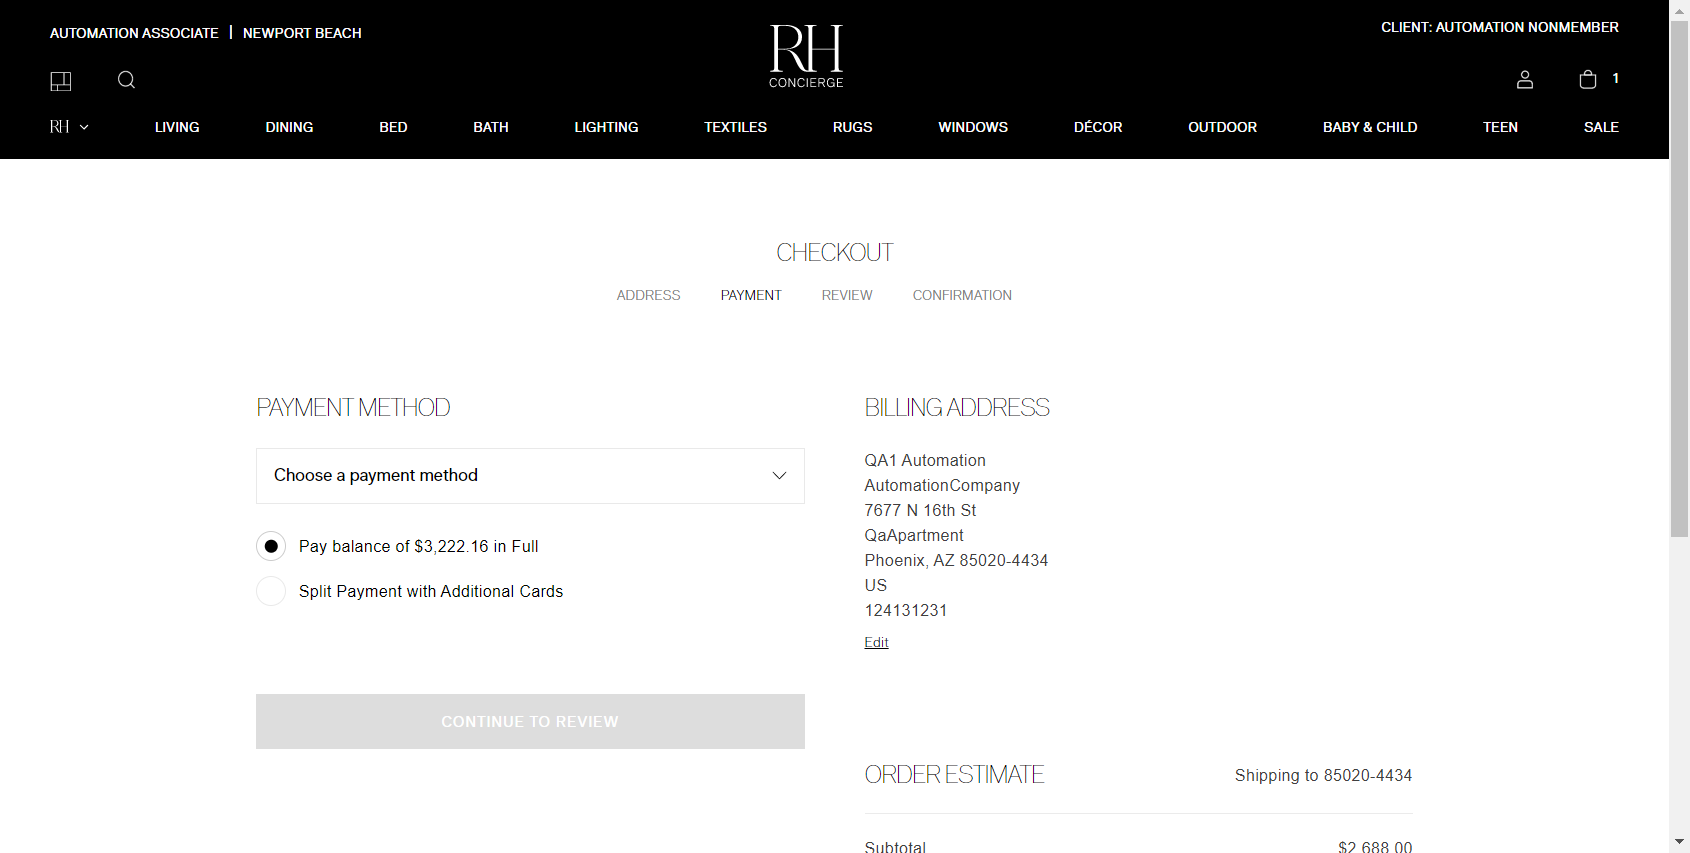 AUTOMATION ASSOCIATE | NEWPORT BEACH
RH
CONCIERGE
CLIENT: AUTOMATION NONMEMBER
1
RH LIVING DINING BED BATH LIGHTING TEXTILES RUGS WINDOWS DÉCOR OUTDOOR BABY & CHILD TEEN SALE
CHECKOUT
ADDRESS PAYMENT REVIEW CONFIRMATION
PAYMENT METHOD
Choose a payment method
Pay balance of $3,222.16 in Full
Split Payment with Additional Cards
CONTINUE TO REVIEW
BILLING ADDRESS
QA1 Automation
AutomationCompany
7677 N 16th St
QaApartment
Phoenix, AZ 85020-4434
US
124131231
Edit
ORDER ESTIMATE Shipping to 85020-4434
Subtotal $2,688.00